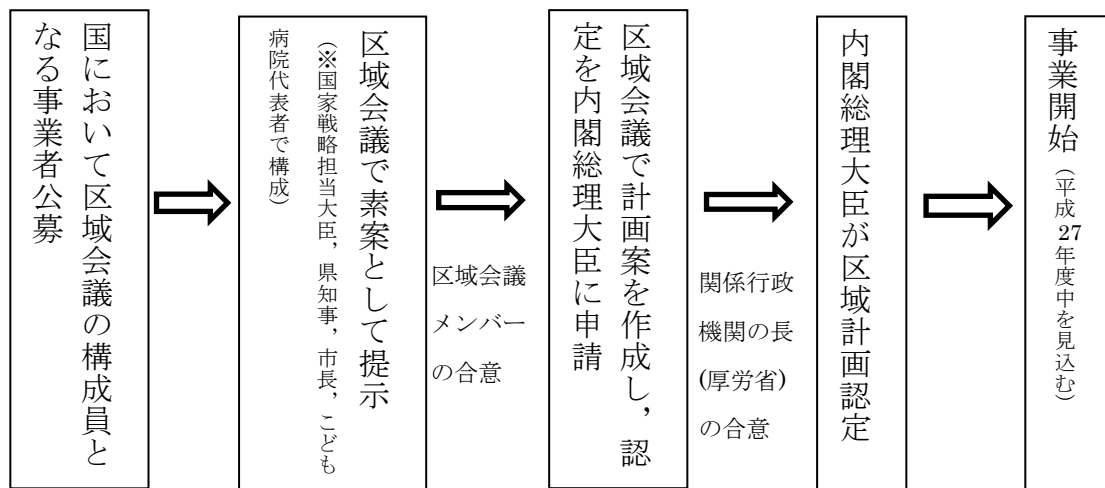 国において区域会議の構成員と
なる事業者公募
区域会議で素案として提示
（※国家戦略担当大臣，県知事，市長，こども
病院代表者で構成）
区域会議
メンバー
の合意
区域会議で計画案を作成し，認
定を内閣総理大臣に申請
関係行政
機関の長
(厚労省)
の合意
内閣総理大臣が区域計画認定
事業開始（平成27年度中を見込む）